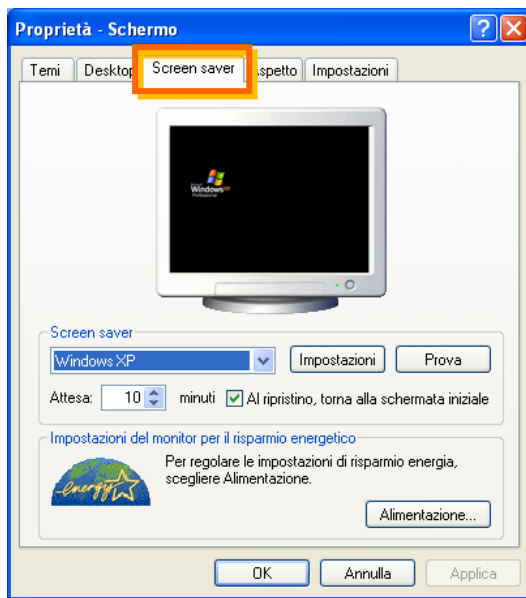 Proprietà - Schermo
Temi Desktop Screen saver Aspetto Impostazioni
Windows xp
Professional
Screen saver
Windows XP Impostazioni Prova
Attesa: 10 minuti Al ripristino, torna alla schermata iniziale
Impostazioni del monitor per il risparmio energetico
energy
Per regolare le impostazioni di risparmio energia,
scegliere Alimentazione.
Alimentazione...
OK Annulla Applica